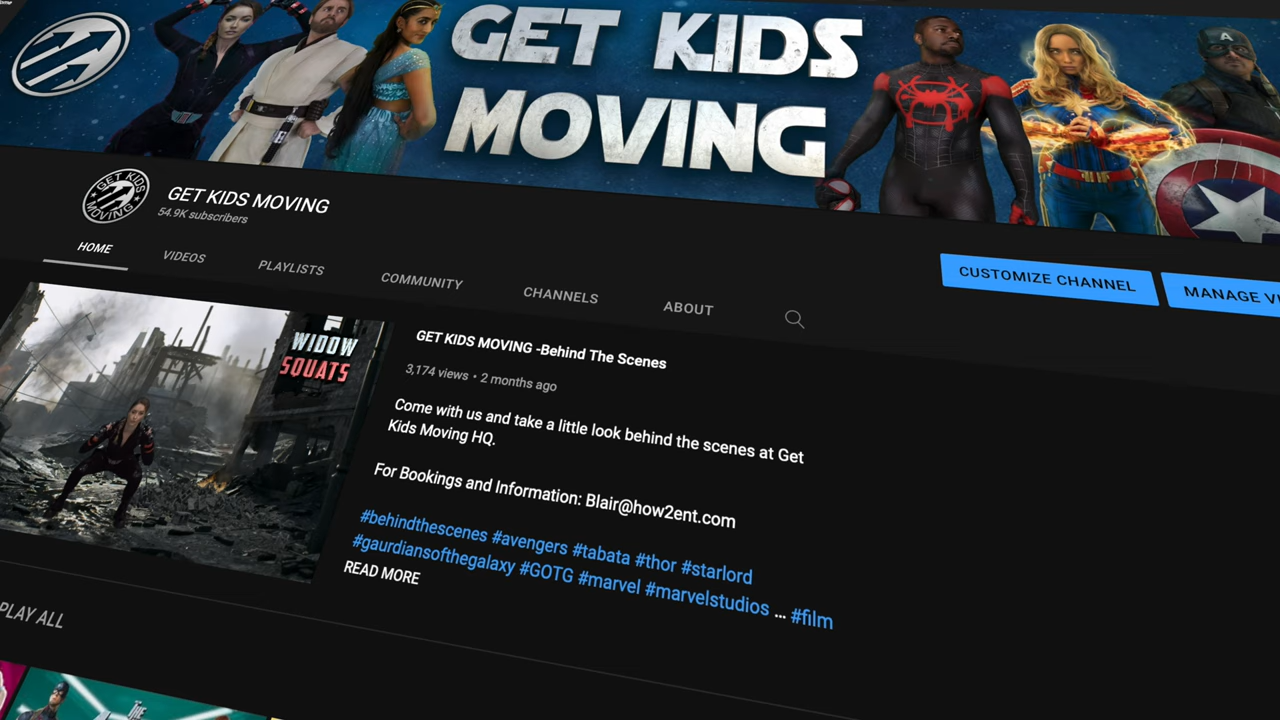 GET KIDS
MOVING
A
GET KIDS
MOVING
GET KIDS MOVING
54.9K subscribers
HOME
VIDEOS
PLAYLISTS
COMMUNITY
CHANNELS
ABOUT
CUSTOMIZE CHANNEL
MANAGE
WIDOW
SQUATS
GET KIDS MOVING -Behind The Scenes
3,174 views • 2 months ago
Come with us and take a little look behind the scenes at Get
Kids Moving HQ.
For Bookings and Information: Blair@how2ent.com
#behindthescenes #avengers #tabata #thor #starlord
#gaurdiansofthegalaxy #GOTG #marvel #marvelstudios ... #film
READ MORE
PLAY ALL
THE